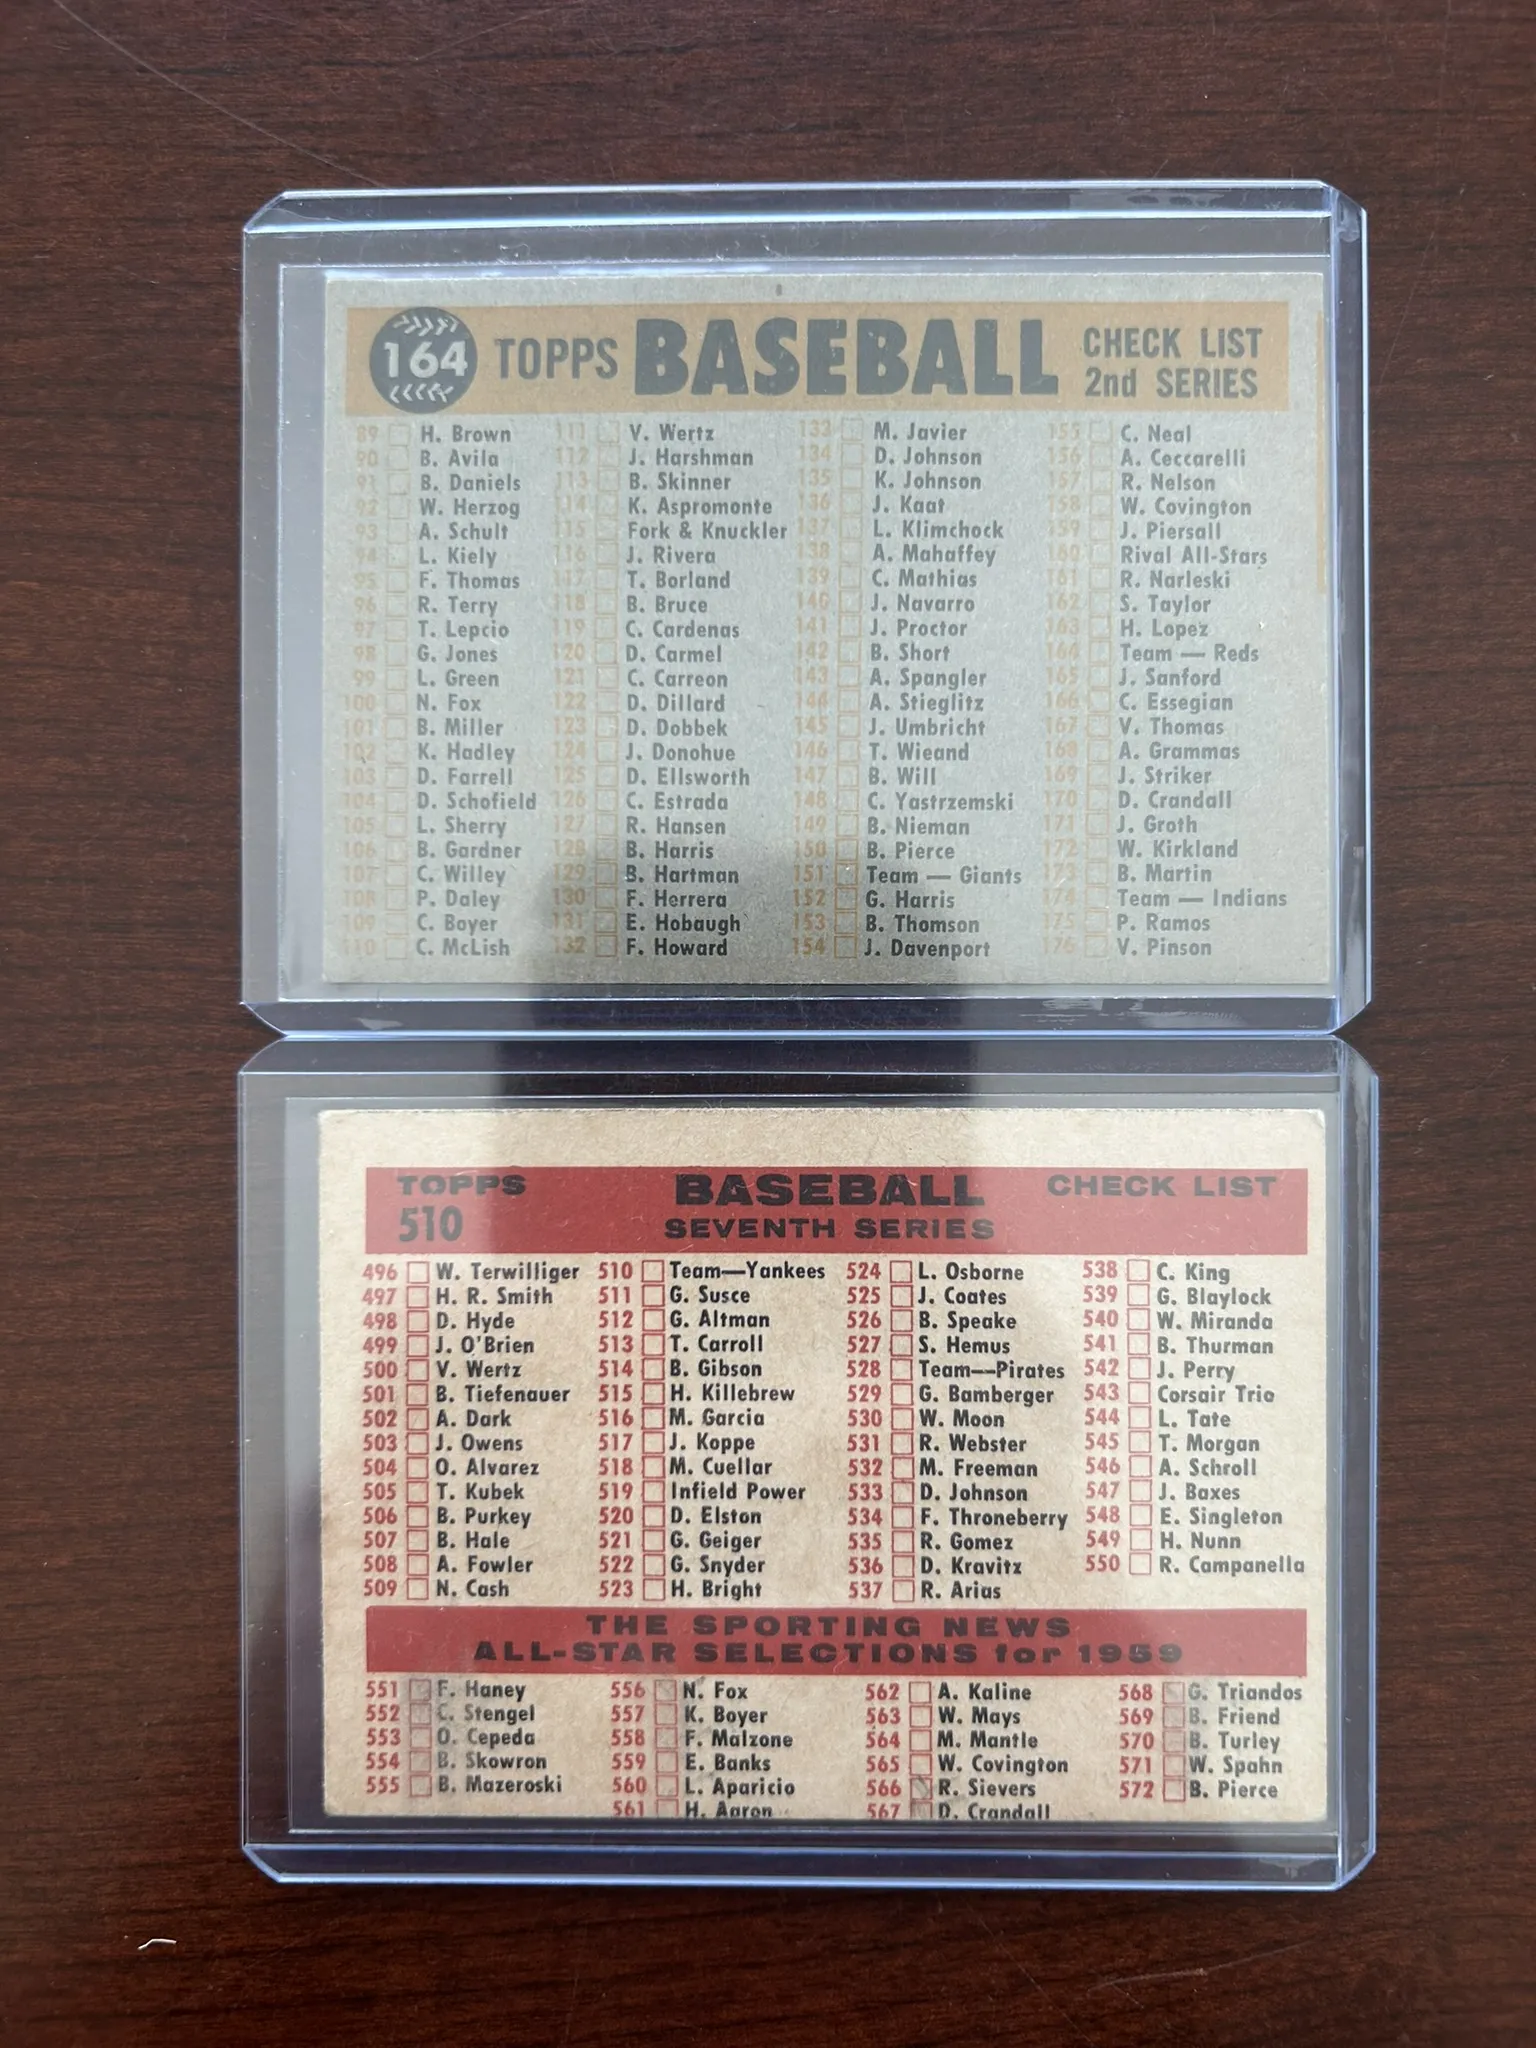 164 TOPPS BASEBALL CHECK LIST
2nd SERIES
89 H. Brown 111 V. Wertz 133 M. Javier 155 C. Neal
90 B. Avila 112 J. Harshman 134 D. Johnson 156 A. Ceccarelli
91 B. Daniels 113 B. Skinner 135 K. Johnson 157 R. Nelson
92 W. Herzog 114 K. Aspromonte 136 J. Kaat 158 W. Covington
93 A. Schult 115 Fork & Knuckler 137 L. Klimchock 159 J. Piersall
94 L. Kiely 116 J. Rivera 138 A. Mahaffey 160 Rival All-Stars
95 F. Thomas 117 T. Borland 139 C. Mathias 161 R. Narleski
96 R. Terry 118 B. Bruce 140 J. Navarro 162 S. Taylor
97 T. Lepcio 119 C. Cardenas 141 J. Proctor 163 H. Lopez
98 G. Jones 120 D. Carmel 142 B. Short 164 Team — Reds
99 L. Green 121 C. Carreon 143 A. Spangler 165 J. Sanford
100 N. Fox 122 D. Dillard 144 A. Stieglitz 166 C. Essegian
101 B. Miller 123 D. Dobbek 145 J. Umbricht 167 V. Thomas
102 K. Hadley 124 J. Donohue 146 T. Wieand 168 A. Grammas
103 D. Farrell 125 D. Ellsworth 147 B. Will 169 J. Striker
104 D. Schofield 126 C. Estrada 148 C. Yastrzemski 170 D. Crandall
105 L. Sherry 127 R. Hansen 149 B. Nieman 171 J. Groth
106 B. Gardner 128 B. Harris 150 B. Pierce 172 W. Kirkland
107 C. Willey 129 B. Hartman 151 Team — Giants 173 B. Martin
108 P. Daley 130 F. Herrera 152 G. Harris 174 Team — Indians
109 C. Boyer 131 E. Hobaugh 153 B. Thomson 175 P. Ramos
110 C. McLish 132 F. Howard 154 J. Davenport 176 V. Pinson
TOPPS BASEBALL CHECK LIST
510 SEVENTH SERIES
496 W. Terwilliger 510 Team—Yankees 524 L. Osborne 538 C. King
497 H. R. Smith 511 G. Susce 525 J. Coates 539 G. Blaylock
498 D. Hyde 512 G. Altman 526 B. Speake 540 W. Miranda
499 J. O'Brien 513 T. Carroll 527 S. Hemus 541 B. Thurman
500 V. Wertz 514 B. Gibson 528 Team—Pirates 542 J. Perry
501 B. Tiefenauer 515 H. Killebrew 529 G. Bamberger 543 Corsair Trio
502 A. Dark 516 M. Garcia 530 W. Moon 544 L. Tate
503 J. Owens 517 J. Koppe 531 R. Webster 545 T. Morgan
504 O. Alvarez 518 M. Cuellar 532 M. Freeman 546 A. Schroll
505 T. Kubek 519 Infield Power 533 D. Johnson 547 J. Baxes
506 B. Purkey 520 D. Elston 534 F. Throneberry 548 E. Singleton
507 B. Hale 521 G. Geiger 535 R. Gomez 549 H. Nunn
508 A. Fowler 522 G. Snyder 536 D. Kravitz 550 R. Campanella
509 N. Cash 523 H. Bright 537 R. Arias
THE SPORTING NEWS
ALL-STAR SELECTIONS for 1959
551 F. Haney 556 N. Fox 562 A. Kaline 568 G. Triandos
552 C. Stengel 557 K. Boyer 563 W. Mays 569 B. Friend
553 O. Cepeda 558 F. Malzone 564 M. Mantle 570 B. Turley
554 B. Skowron 559 E. Banks 565 W. Covington 571 W. Spahn
555 B. Mazeroski 560 L. Aparicio 566 R. Sievers 572 B. Pierce
561 H. Aaron 567 D. Crandall